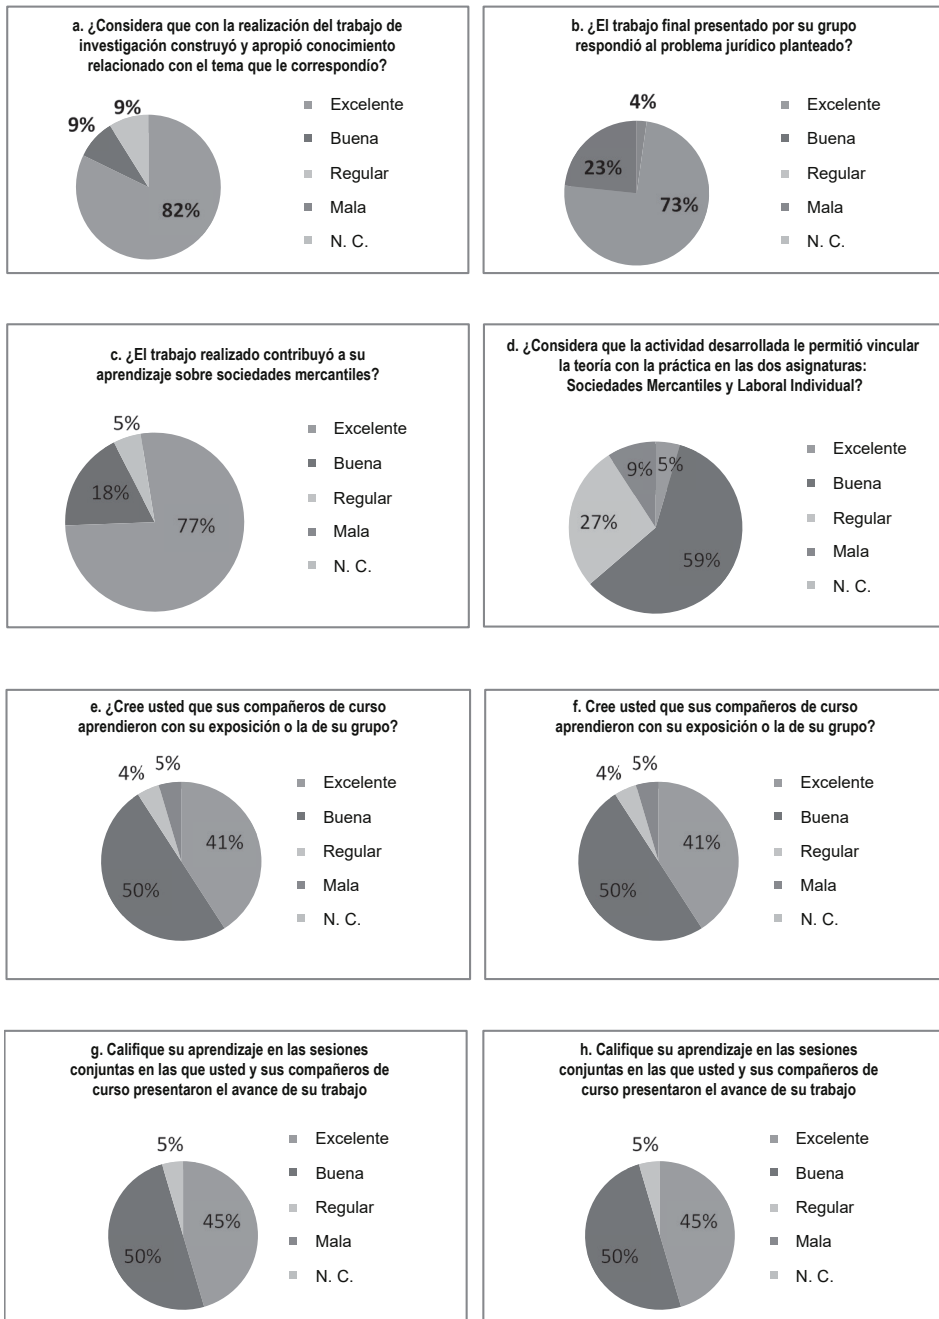 a. ¿Considera que con la realización del trabajo de
investigación construyó y apropió conocimiento
relacionado con el tema que le correspondío?
9%
9%
82%
Excelente
Buena
Regular
Mala
N. C.
b. ¿El trabajo final presentado por su grupo
respondió al problema jurídico planteado?
4%
23%
73%
Excelente
Buena
Regular
Mala
N. C.
c. ¿El trabajo realizado contribuyó a su
aprendizaje sobre sociedades mercantiles?
5%
18%
77%
Excelente
Buena
Regular
Mala
N. C.
d. ¿Considera que la actividad desarrollada le permitió vincular
la teoría con la práctica en las dos asignaturas:
Sociedades Mercantiles y Laboral Individual?
9%
5%
27%
59%
Excelente
Buena
Regular
Mala
N. C.
e. ¿Cree usted que sus compañeros de curso
aprendieron con su exposición o la de su grupo?
4%
5%
41%
50%
Excelente
Buena
Regular
Mala
N. C.
f. Cree usted que sus compañeros de curso
aprendieron con su exposición o la de su grupo?
4%
5%
41%
50%
Excelente
Buena
Regular
Mala
N. C.
g. Califique su aprendizaje en las sesiones
conjuntas en las que usted y sus compañeros de
curso presentaron el avance de su trabajo
5%
45%
50%
Excelente
Buena
Regular
Mala
N. C.
h. Califique su aprendizaje en las sesiones
conjuntas en las que usted y sus compañeros de
curso presentaron el avance de su trabajo
5%
45%
50%
Excelente
Buena
Regular
Mala
N. C.